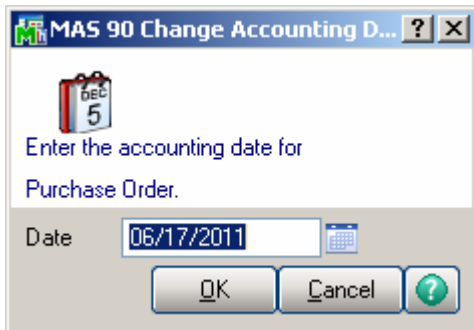 MAS 90 Change Accounting D...
DEC
5
Enter the accounting date for
Purchase Order.
Date 06/17/2011
OK Cancel